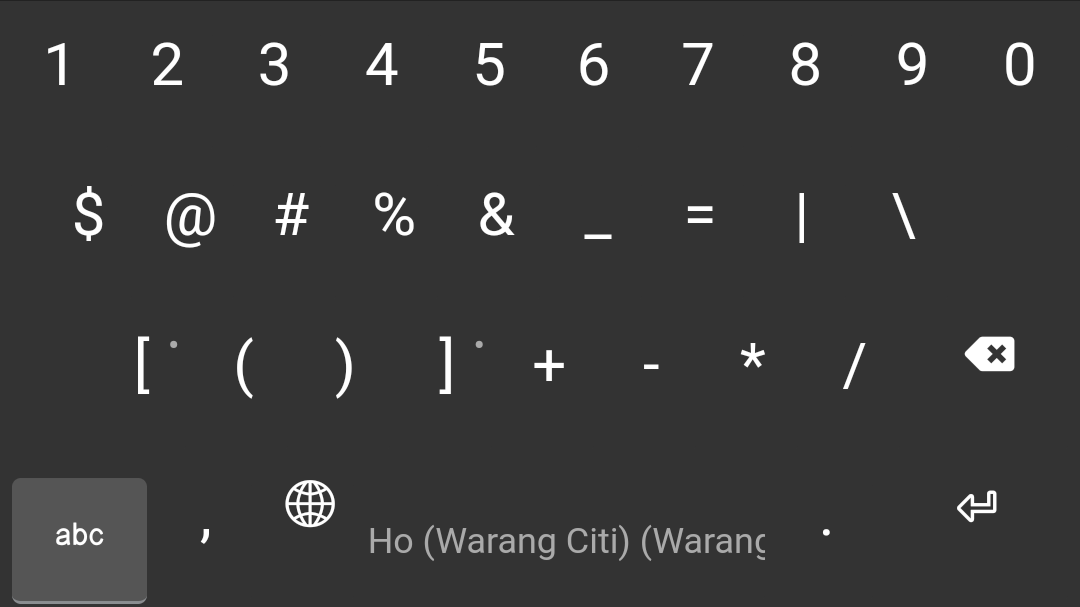 1 2 3 4 5 6 7 8 9 0
$ @ # % & _ = | \
[ ( ) ] + - * /
abc , Ho (Warang Citi) (Warang .